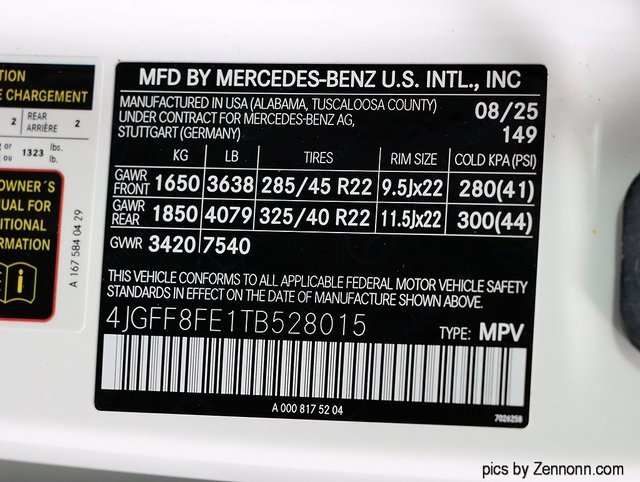 TION
E CHARGEMENT
2 REAR ARRIÈRE 2
or ou 1323 lbs. lb.
OWNER´S
UAL FOR
ITIONAL
RMATION
A 167 584 04 29
MFD BY MERCEDES-BENZ U.S. INTL., INC
MANUFACTURED IN USA (ALABAMA, TUSCALOOSA COUNTY) 08/25
UNDER CONTRACT FOR MERCEDES-BENZ AG,
STUTTGART (GERMANY) 149
KG LB TIRES RIM SIZE COLD KPA (PSI)
GAWR FRONT 1650 3638 285/45 R22 9.5Jx22 280(41)
GAWR REAR 1850 4079 325/40 R22 11.5Jx22 300(44)
GVWR 3420 7540
THIS VEHICLE CONFORMS TO ALL APPLICABLE FEDERAL MOTOR VEHICLE SAFETY
STANDARDS IN EFFECT ON THE DATE OF MANUFACTURE SHOWN ABOVE.
4JGFF8FE1TB528015
TYPE: MPV
A 000 817 52 04
7026258
pics by Zennonn.com